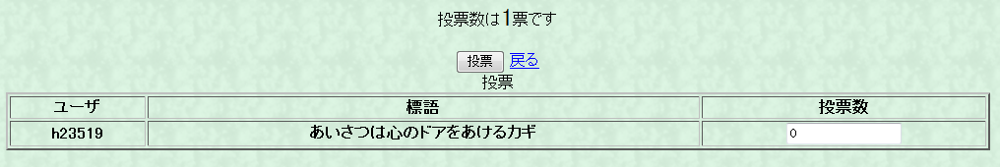 投票数は1票です
投票 戻る
投票
ユーザ 標語 投票数
h23519 あいさつは心のドアをあけるカギ 0